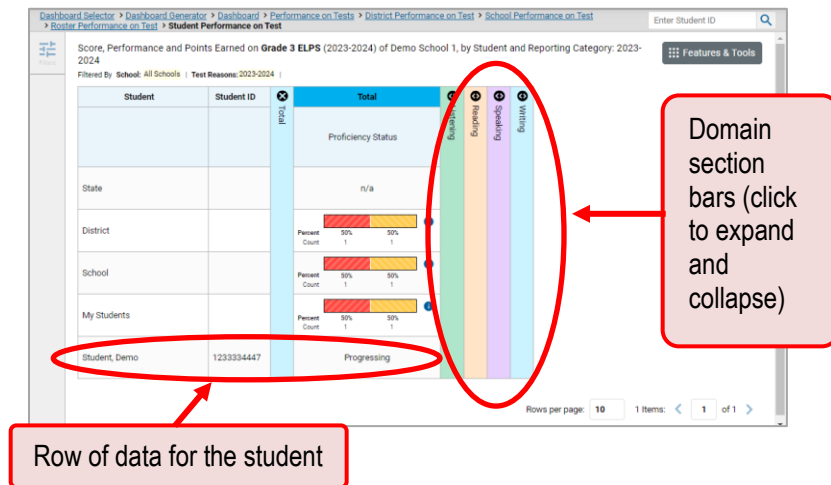 Dashboard Selector > Dashboard Generator > Dashboard > Performance on Tests > District Performance on Test > School Performance on Test
> Roster Performance on Test > Student Performance on Test
Enter Student ID
Score, Performance and Points Earned on Grade 3 ELPS (2023-2024) of Demo School 1, by Student and Reporting Category: 2023-
2024
Features & Tools
Filters
Filtered By School: All Schools | Test Reasons: 2023-2024 |
Student
Student ID
Total
Total
Proficiency Status
Listening
Reading
Speaking
Writing
State
n/a
District
Percent 50% 50%
Count 1 1
School
Percent 50% 50%
Count 1 1
My Students
Percent 50% 50%
Count 1 1
Student, Demo
1233334447
Progressing
Rows per page: 10 1 Items: < 1 of 1 >
Domain
section
bars (click
to expand
and
collapse)
Row of data for the student